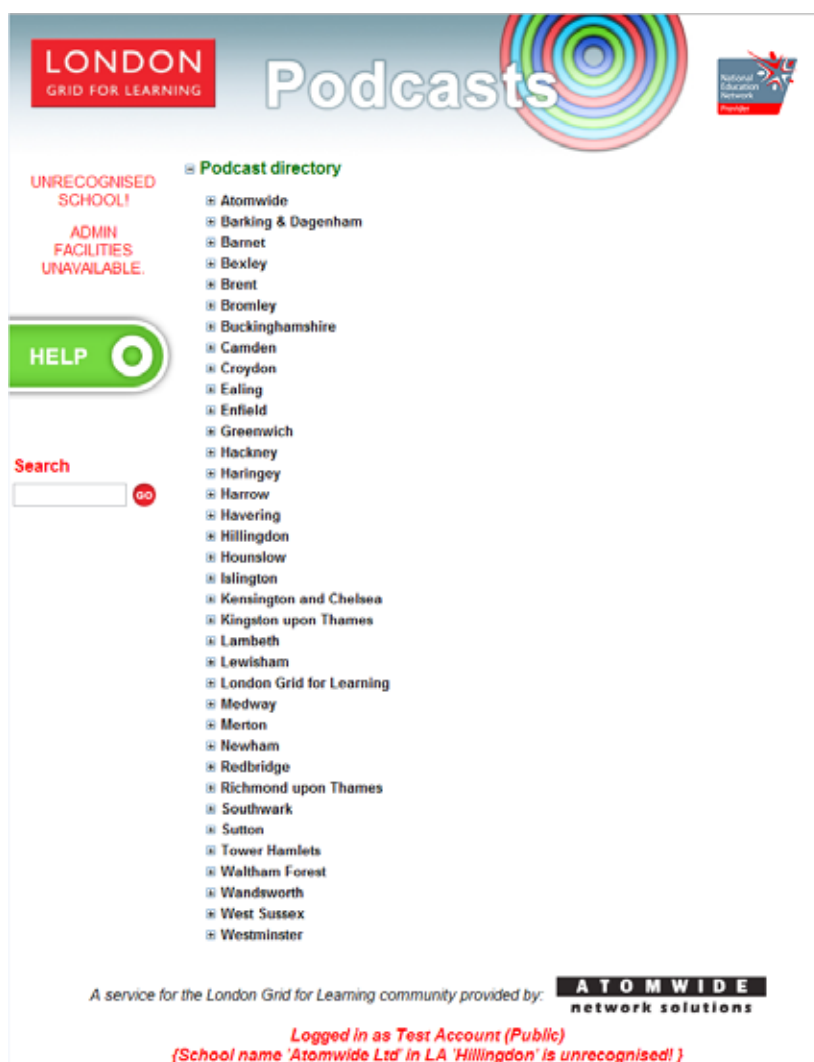 LONDON
GRID FOR LEARNING
Podcasts
National
Education
Network
Provider
UNRECOGNISED
SCHOOL!
ADMIN
FACILITIES
UNAVAILABLE.
HELP
Search
GO
Podcast directory
Atomwide
Barking & Dagenham
Barnet
Bexley
Brent
Bromley
Buckinghamshire
Camden
Croydon
Ealing
Enfield
Greenwich
Hackney
Haringey
Harrow
Havering
Hillingdon
Hounslow
Islington
Kensington and Chelsea
Kingston upon Thames
Lambeth
Lewisham
London Grid for Learning
Medway
Merton
Newham
Redbridge
Richmond upon Thames
Southwark
Sutton
Tower Hamlets
Waltham Forest
Wandsworth
West Sussex
Westminster
A service for the London Grid for Learning community provided by:
ATOMWIDE
network solutions
Logged in as Test Account (Public)
{School name 'Atomwide Ltd' in LA 'Hillingdon' is unrecognised! }